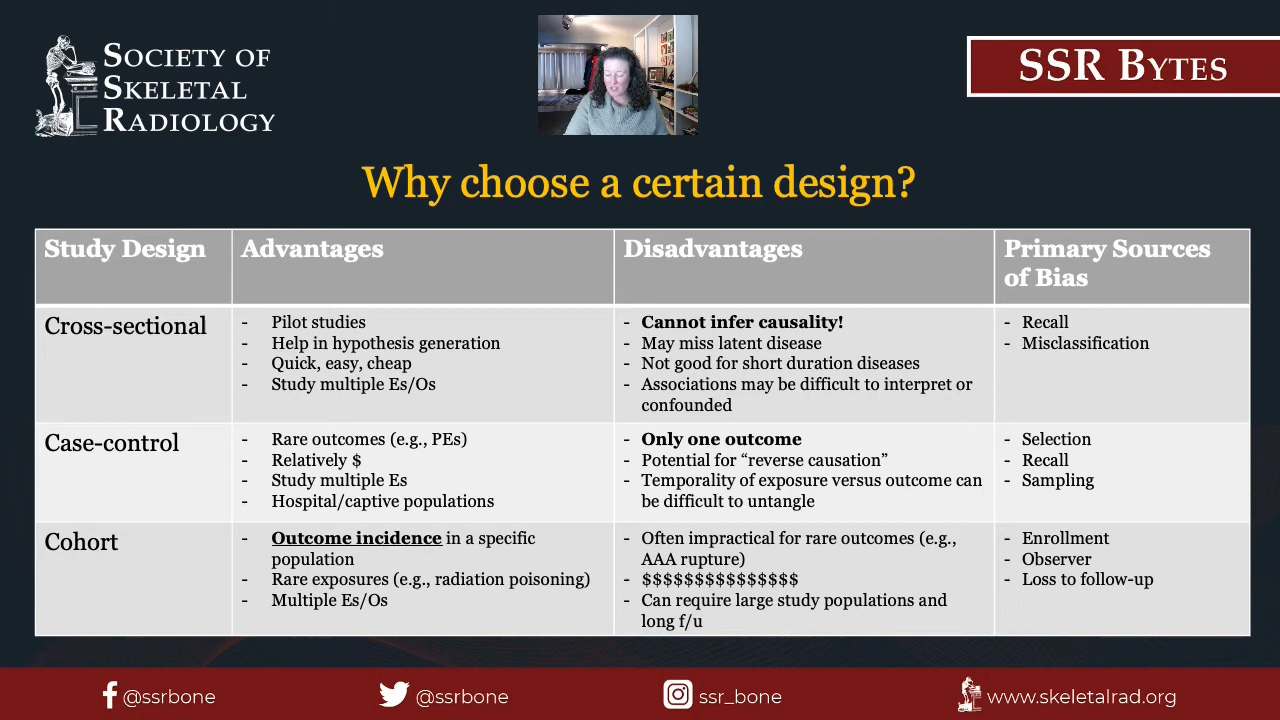 SOCIETY OF
SKELETAL
RADIOLOGY
SSR BYTES
Why choose a certain design?
Study Design
Advantages
Disadvantages
Primary Sources
of Bias
Cross-sectional
- Pilot studies
- Help in hypothesis generation
- Quick, easy, cheap
- Study multiple Es/Os
- Cannot infer causality!
- May miss latent disease
- Not good for short duration diseases
- Associations may be difficult to interpret or
confounded
- Recall
- Misclassification
Case-control
- Rare outcomes (e.g., PEs)
- Relatively $
- Study multiple Es
- Hospital/captive populations
- Only one outcome
- Potential for “reverse causation”
- Temporality of exposure versus outcome can
be difficult to untangle
- Selection
- Recall
- Sampling
Cohort
- Outcome incidence in a specific
population
- Rare exposures (e.g., radiation poisoning)
- Multiple Es/Os
- Often impractical for rare outcomes (e.g.,
AAA rupture)
- $$$$$$$$$$$$$$$
- Can require large study populations and
long f/u
- Enrollment
- Observer
- Loss to follow-up
@ssrbone
@ssrbone
ssr_bone
www.skeletalrad.org